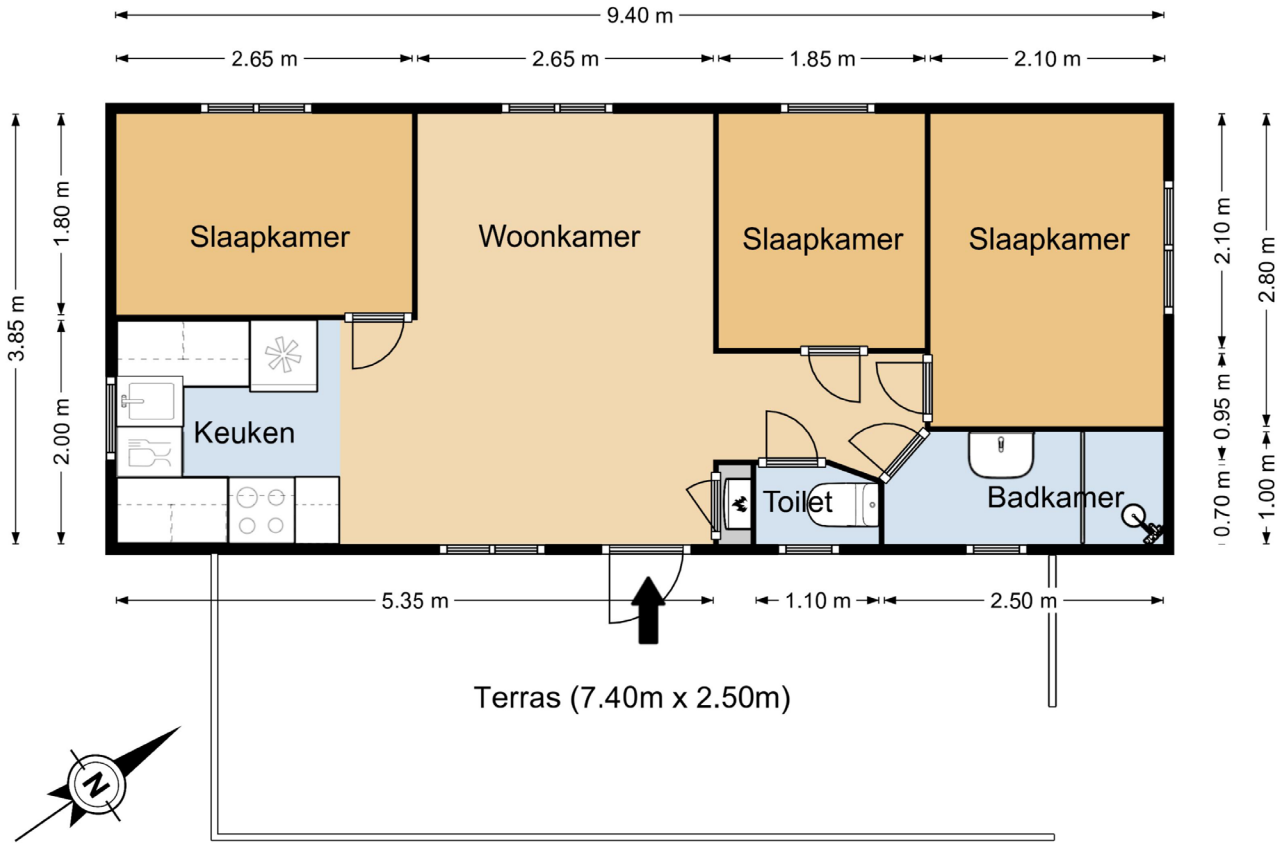 9.40 m
2.65 m
2.65 m
1.85 m
2.10 m
3.85 m
1.80 m
2.00 m
Slaapkamer
Woonkamer
Slaapkamer
Slaapkamer
2.10 m
2.80 m
0.95 m
0.70 m
1.00 m
Keuken
Toilet
Badkamer
5.35 m
1.10 m
2.50 m
Terras (7.40m x 2.50m)
N